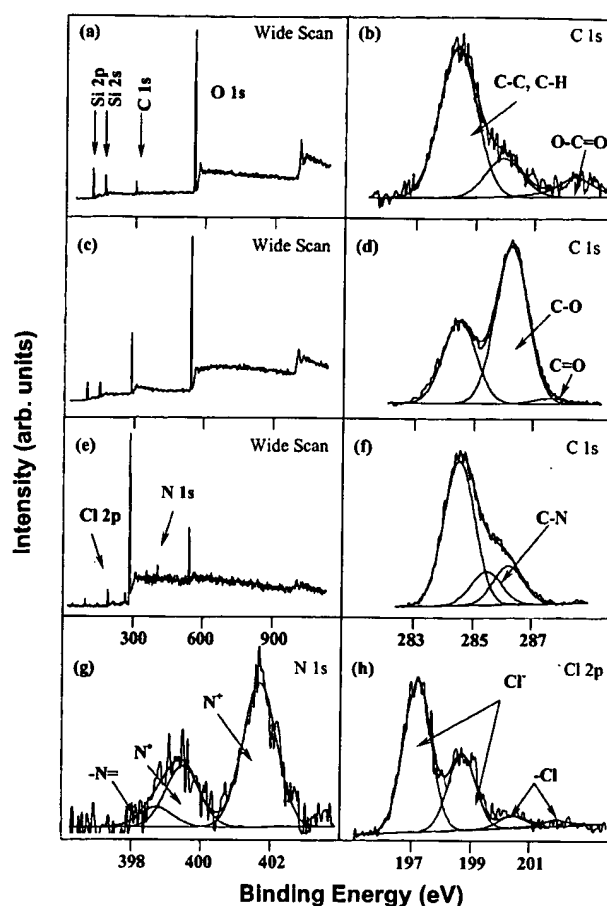 (a)
Wide Scan
Si 2p
Si 2s
C 1s
O 1s
(b)
C 1s
C-C, C-H
O-C=O
(c)
Wide Scan
(d)
C 1s
C-O
C=O
(e)
Wide Scan
Cl 2p
N 1s
(f)
C 1s
C-N
300 600 900
283 285 287
(g)
N 1s
-N=
N°
N⁺
(h)
Cl 2p
Cl⁻
-Cl
398 400 402
197 199 201
Intensity (arb. units)
Binding Energy (eV)